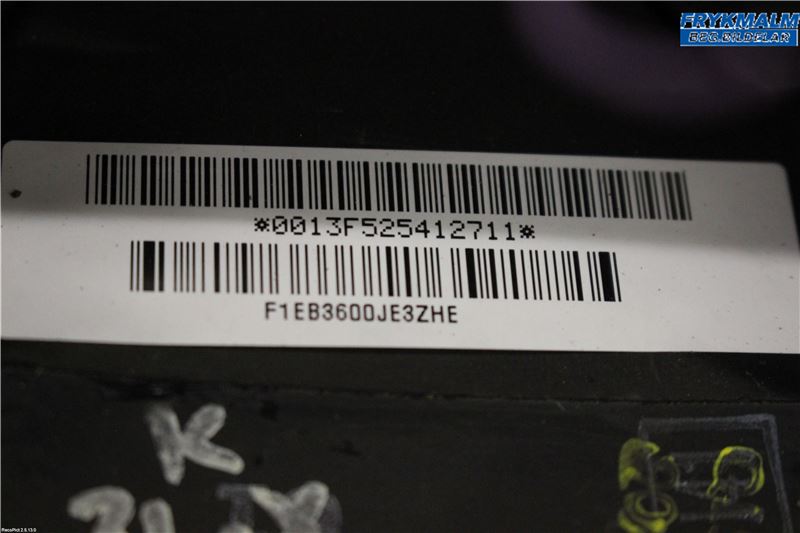 FRYKMALM
BEG.BILDELAR
*0013F525412711*
F1EB3600JE3ZHE
K